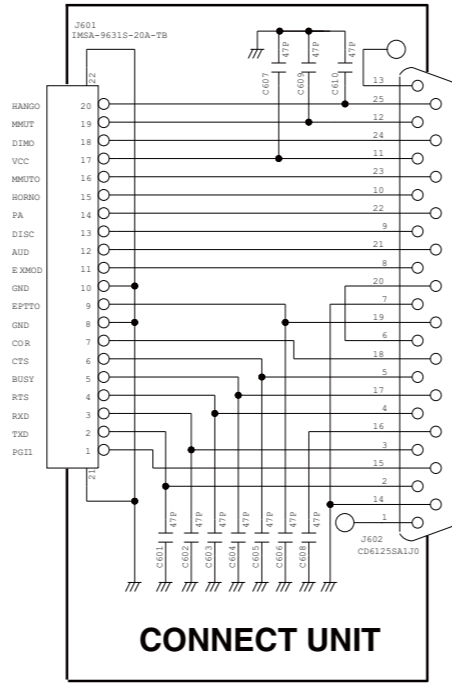 J601
IMSA-9631S-20A-TB
22
HANGO 20
MMUT 19
DIMO 18
VCC 17
MMUTO 16
HORNO 15
PA 14
DISC 13
AUD 12
EXMOD 11
GND 10
EPTTO 9
GND 8
COR 7
CTS 6
BUSY 5
RTS 4
RXD 3
TXD 2
PGI1 1
21
C607 47P
C609 47P
C610 47P
13
25
12
24
11
23
10
22
9
21
8
20
7
19
6
18
5
17
4
16
3
15
2
14
1
J602
CD6125SA1J0
C601 47P
C602 47P
C603 47P
C604 47P
C605 47P
C606 47P
C608 47P
CONNECT UNIT